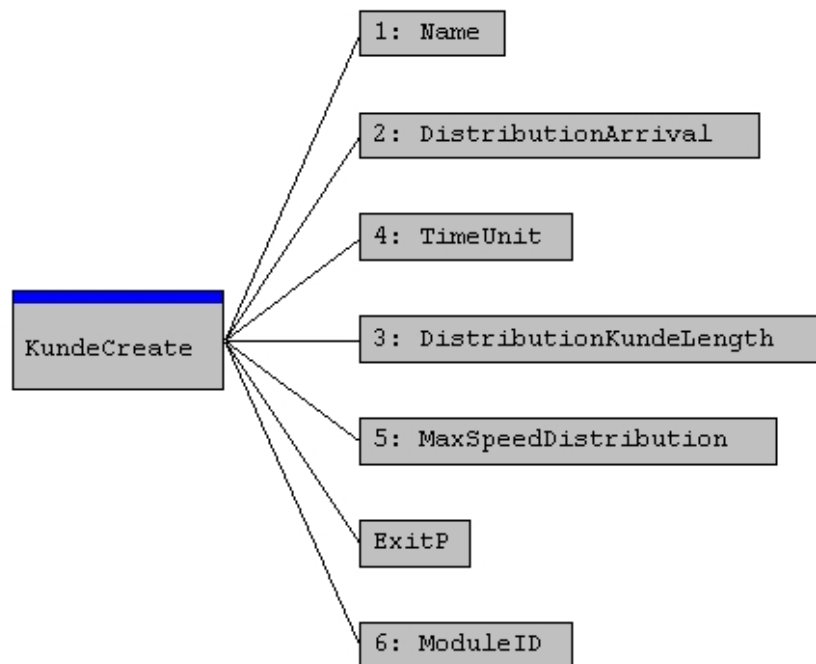 1: Name
2: DistributionArrival
4: TimeUnit
KundeCreate
3: DistributionKundeLength
5: MaxSpeedDistribution
ExitP
6: ModuleID